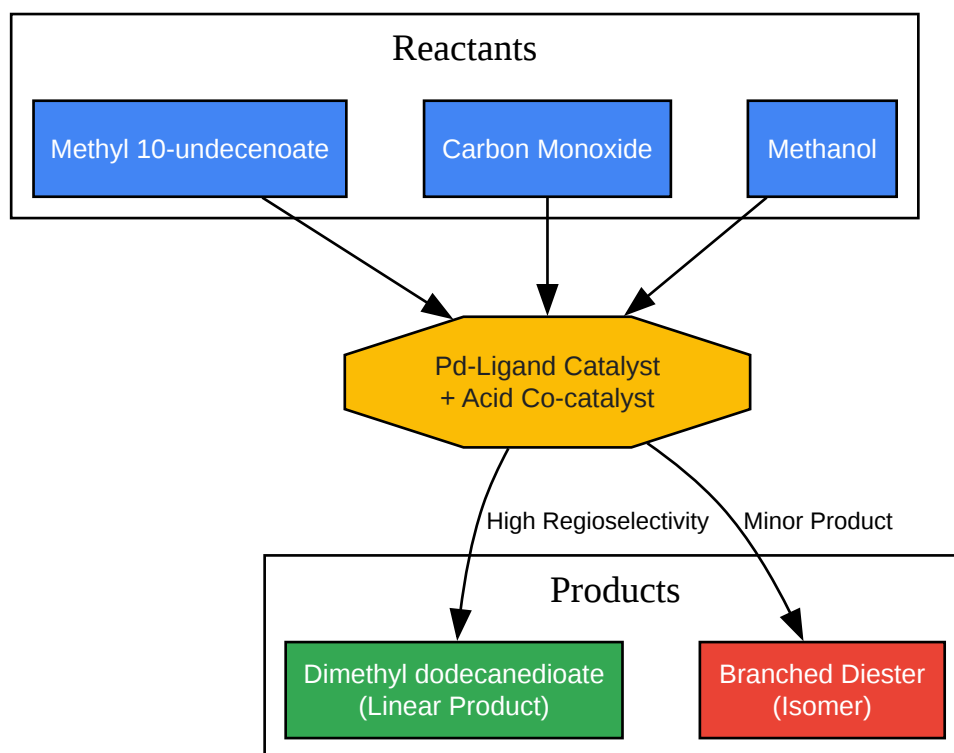 Reactants
Methyl 10-undecenoate
Carbon Monoxide
Methanol
Pd-Ligand Catalyst
+ Acid Co-catalyst
High Regioselectivity
Minor Product
Products
Dimethyl dodecanedioate
(Linear Product)
Branched Diester
(Isomer)